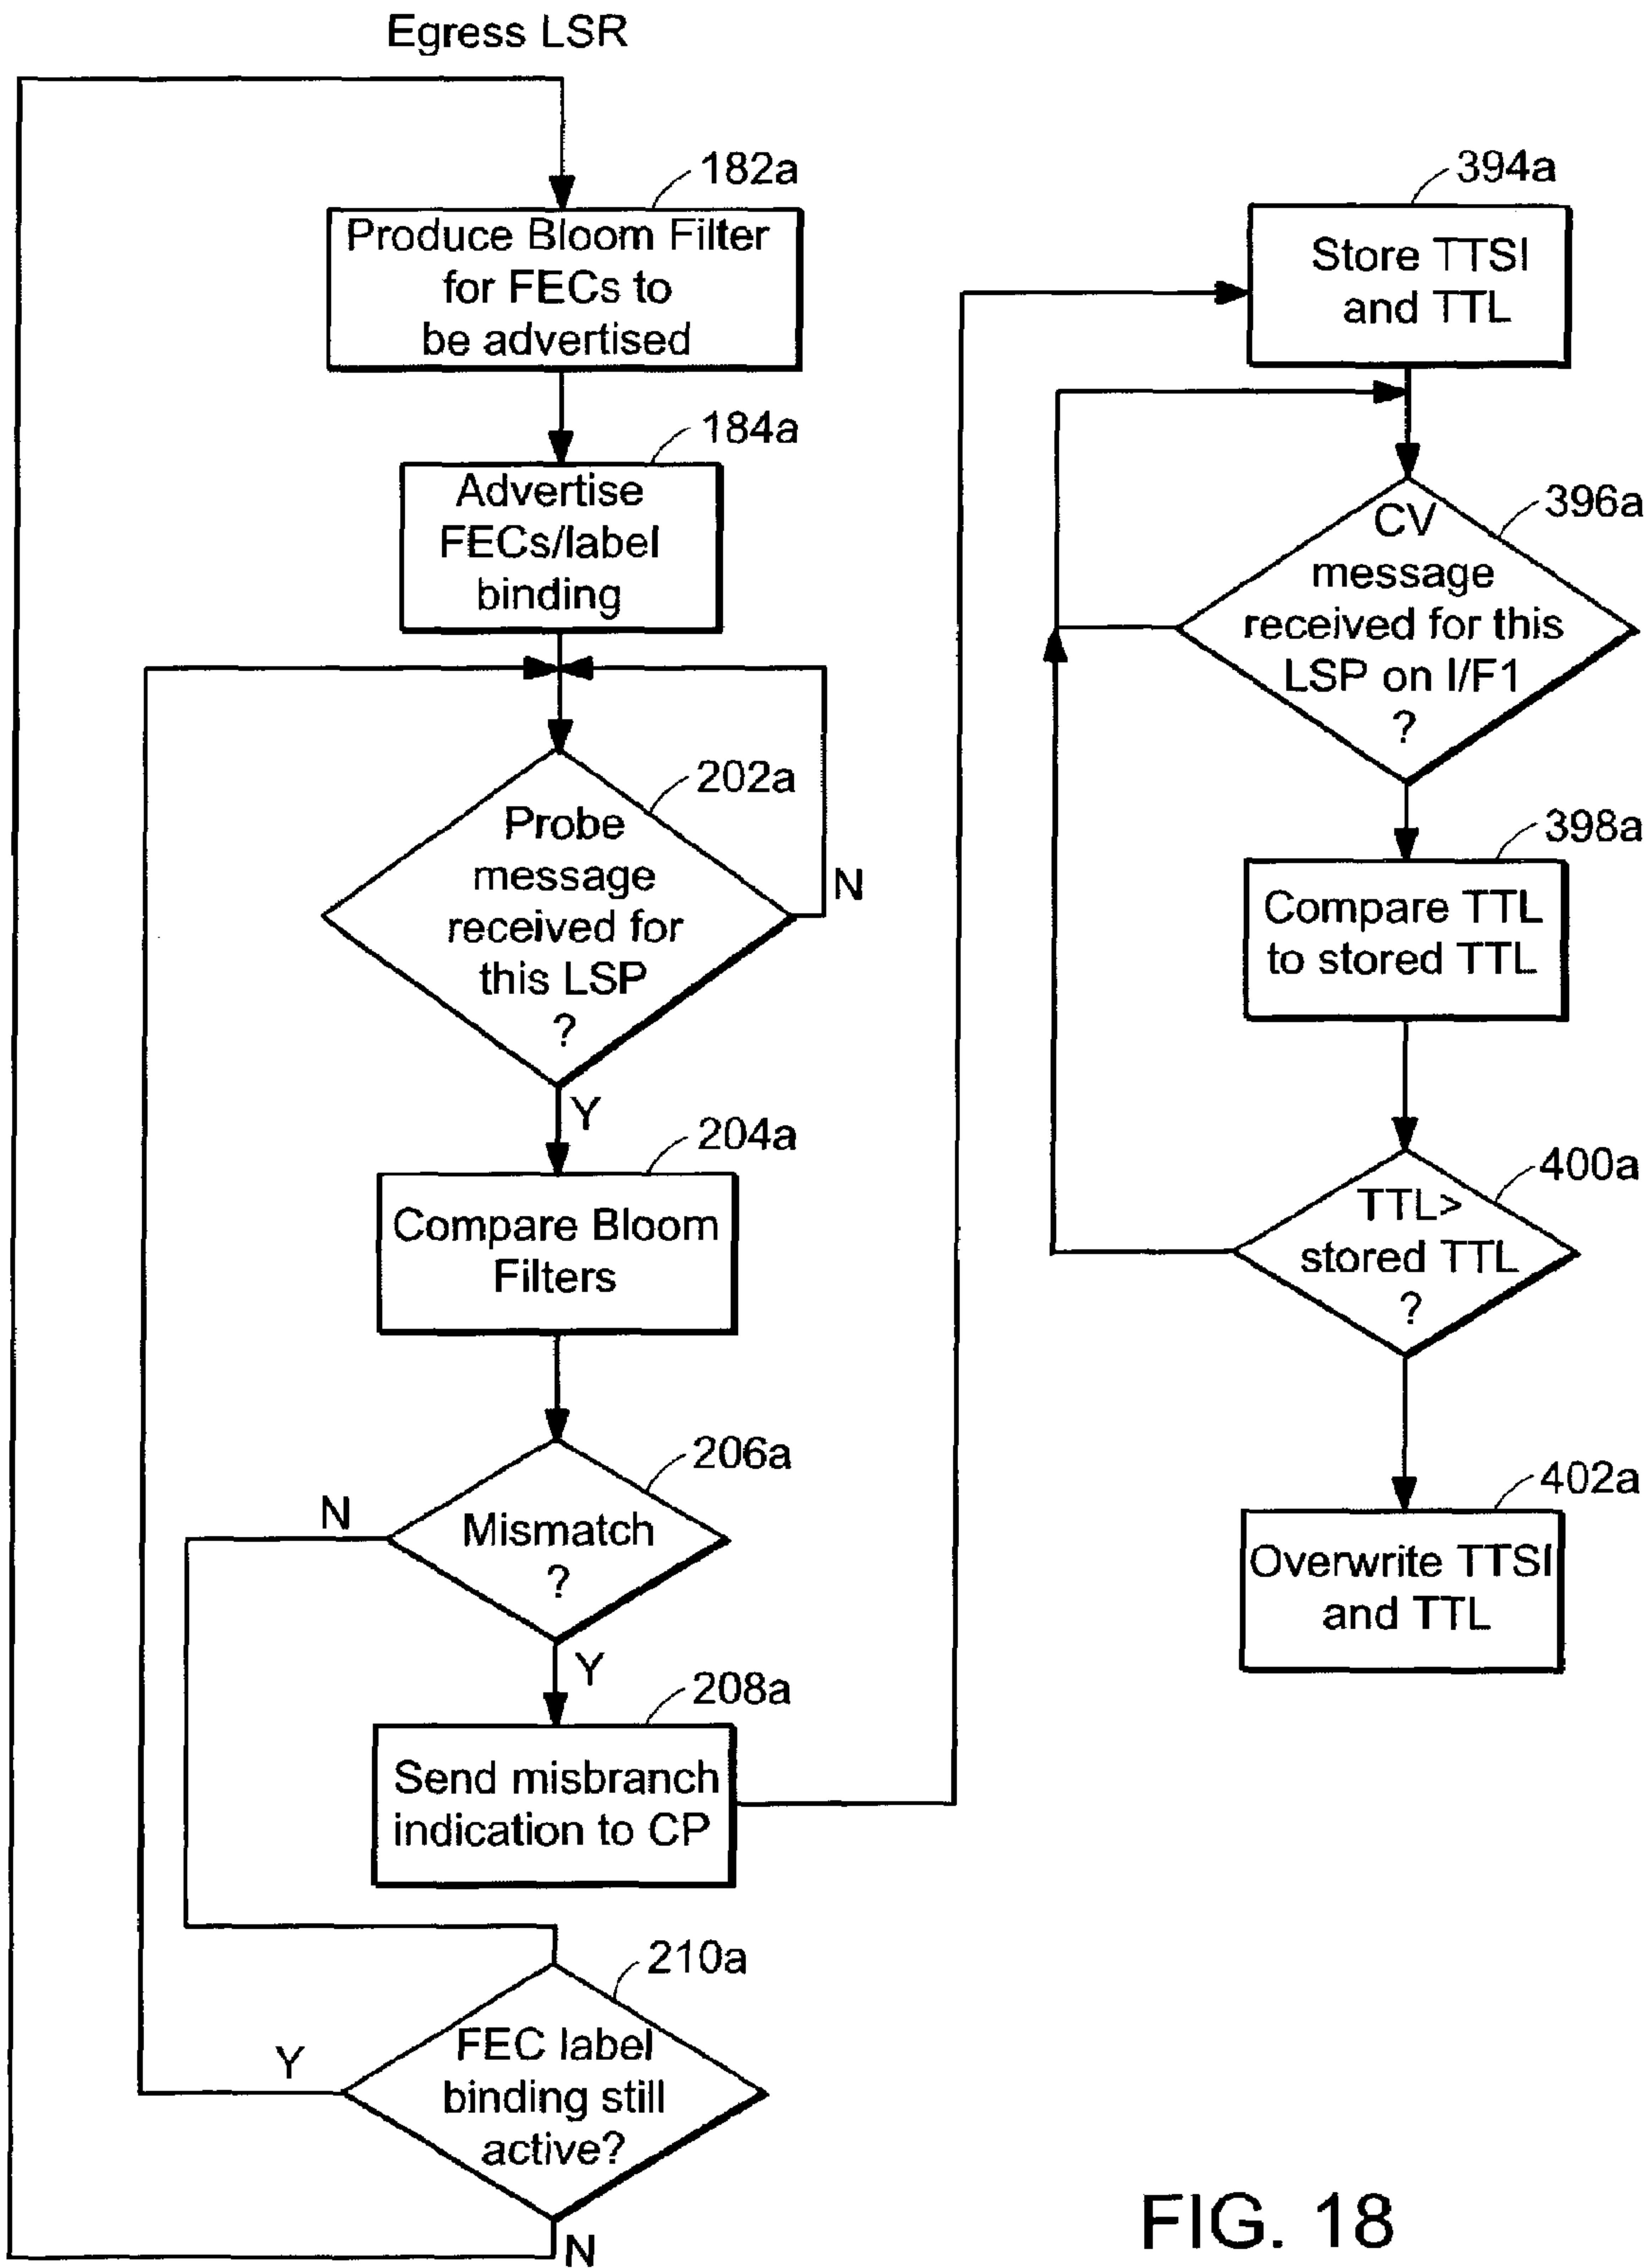 Egress LSR
182a
Produce Bloom Filter
for FECs to
be advertised
184a
Advertise
FECs/label
binding
202a
Probe
message
received for
this LSP
?
N
Y
204a
Compare Bloom
Filters
206a
N
Mismatch
?
Y
208a
Send misbranch
indication to CP
210a
Y
FEC label
binding still
active?
N
394a
Store TTSI
and TTL
396a
CV
message
received for this
LSP on I/F1
?
398a
Compare TTL
to stored TTL
400a
TTL>
stored TTL
?
402a
Overwrite TTSI
and TTL
FIG. 18